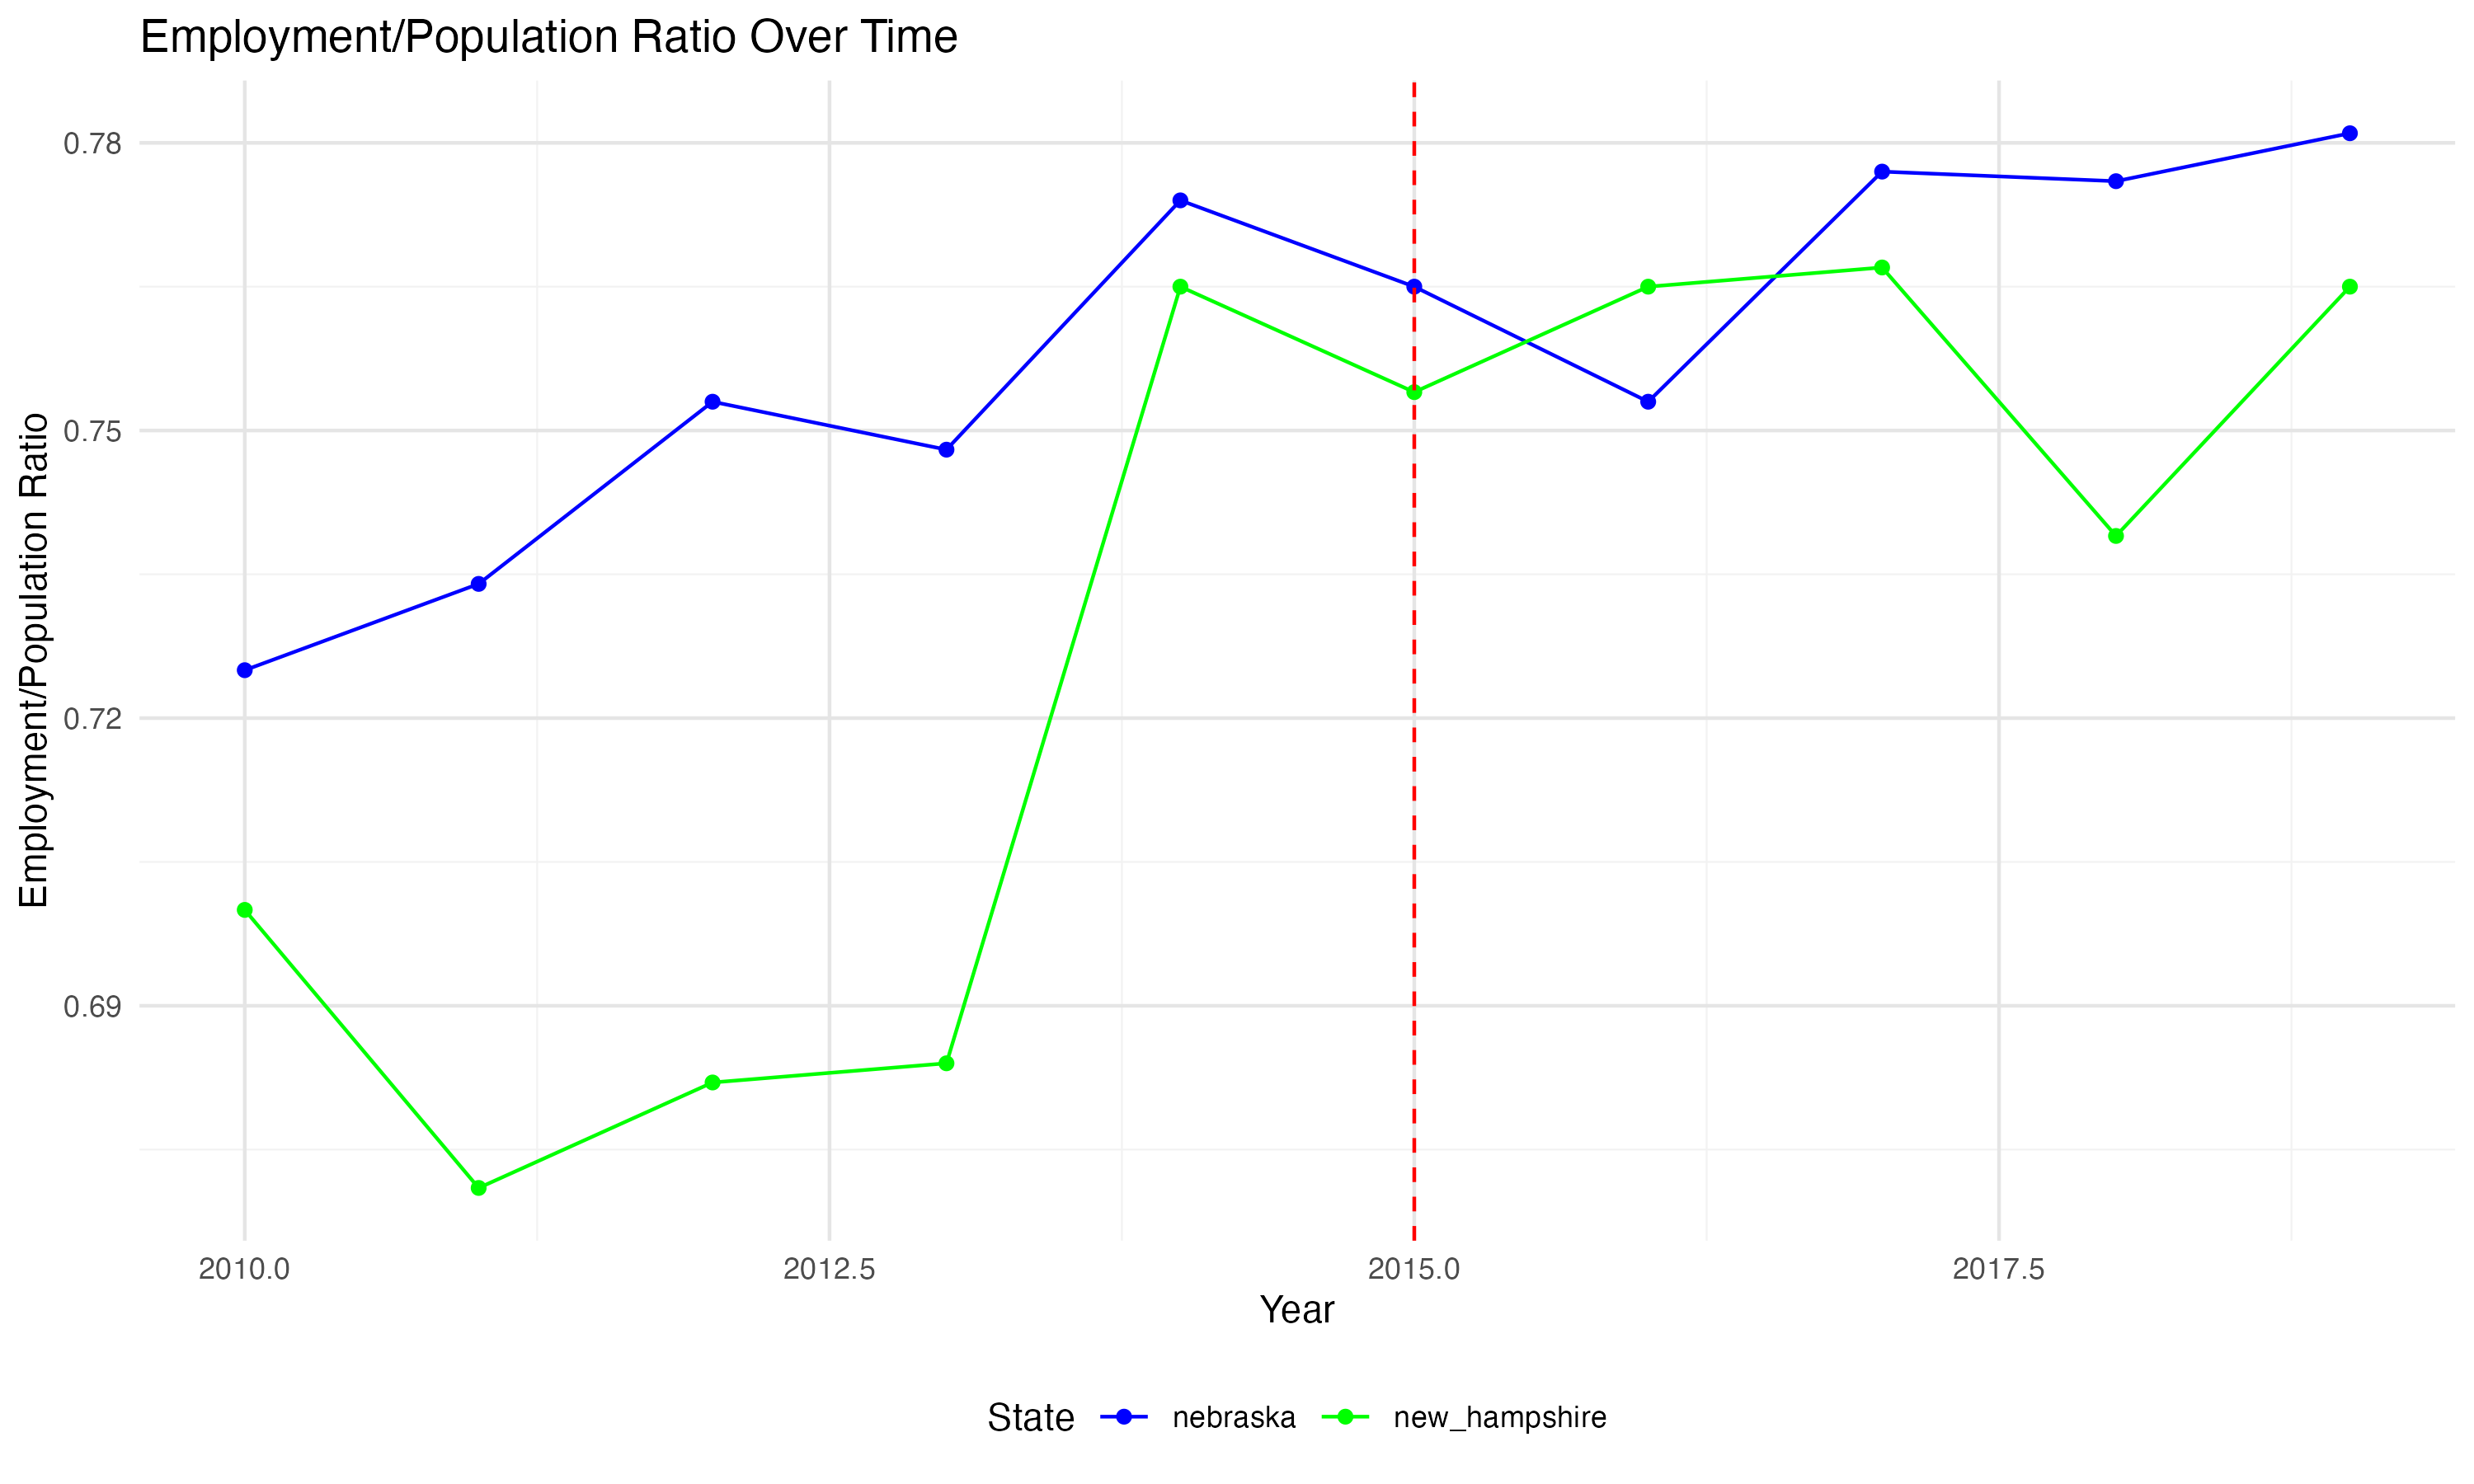 Employment/Population Ratio Over Time
Employment/Population Ratio
0.78
0.75
0.72
0.69
2010.0 2012.5 2015.0 2017.5
Year
State nebraska new_hampshire